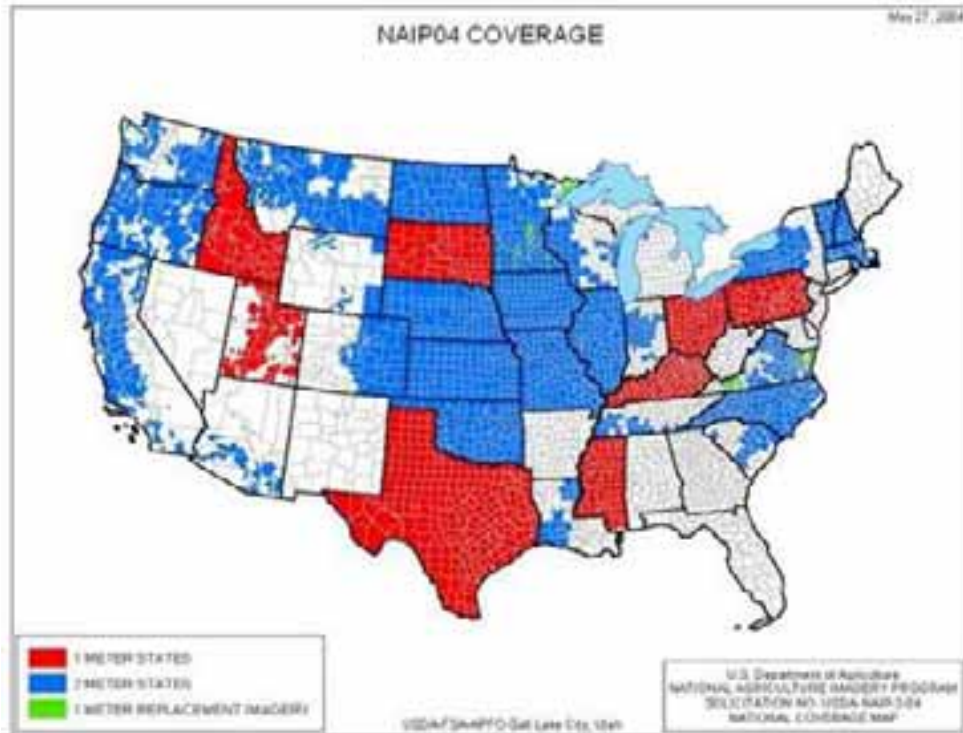 May 27, 2004
NAIP04 COVERAGE
1 METER STATES
2 METER STATES
1 METER REPLACEMENT IMAGERY
USDA-FSA-APFO-Salt Lake City, Utah
U.S. Department of Agriculture
NATIONAL AGRICULTURE IMAGERY PROGRAM
SOLICITATION NO. USDA-NAIP-3-04
NATIONAL COVERAGE MAP